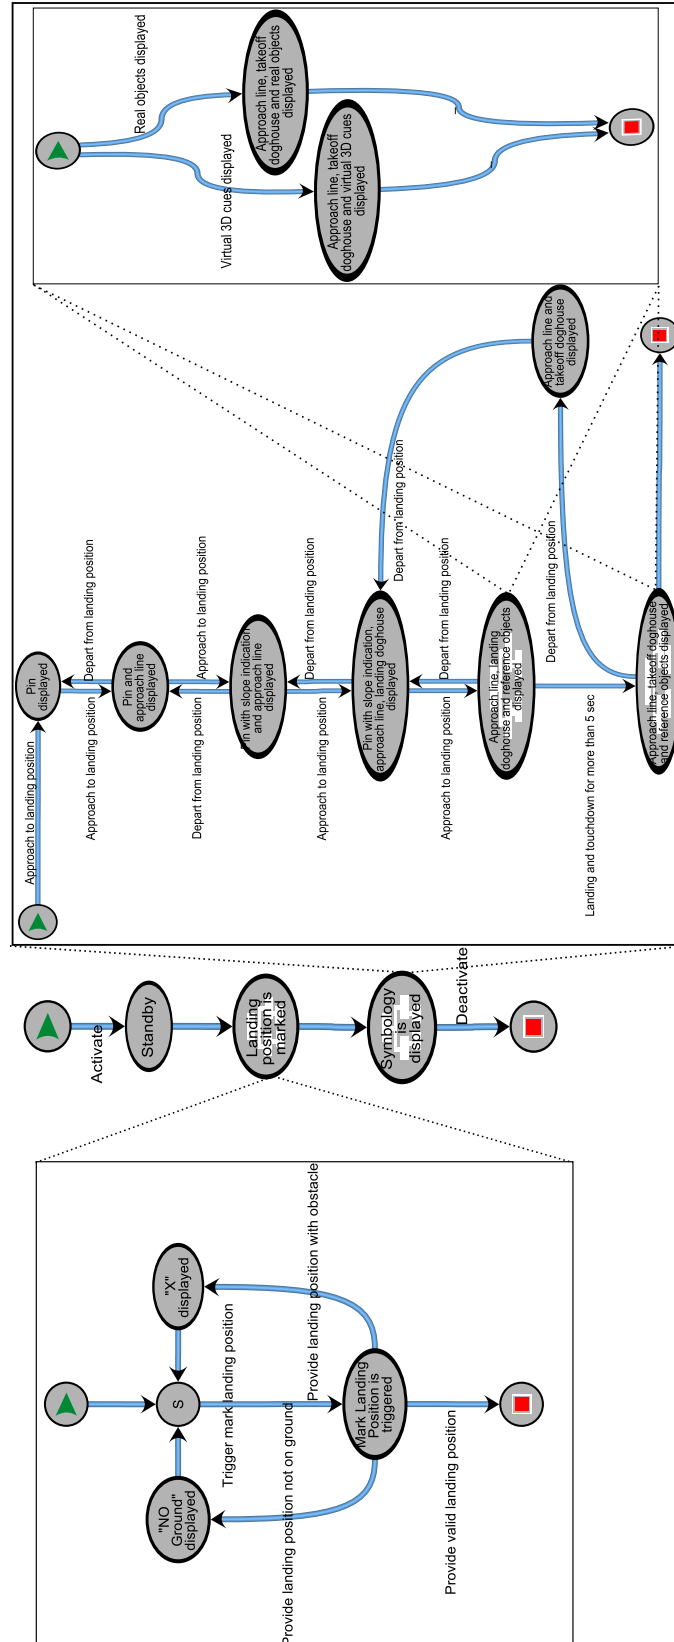 Real objects displayed
Approach line, takeoff
doghouse and real objects
displayed
Virtual 3D cues displayed
Approach line, takeoff
doghouse and virtual 3D cues
displayed
Approach to landing position
Pin
displayed
Depart from landing position
Approach to landing position
Pin and
approach line
displayed
Approach to landing position
Depart from landing position
Pin with slope indication
and approach line
displayed
Depart from landing position
Approach to landing position
Pin with slope indication,
approach line, landing doghouse
displayed
Depart from landing position
Depart from landing position
Approach to landing position
Approach line, landing
doghouse and reference objects
displayed
Approach line and
takeoff doghouse
displayed
Depart from landing position
Landing and touchdown for more than 5 sec
Approach line, takeoff doghouse
and reference objects displayed
Activate
Standby
Landing
position is
marked
Symbology
is
displayed
Deactivate
"X"
displayed
S
"NO
Ground"
displayed
Trigger mark landing position
Provide landing position with obstacle
Provide landing position not on ground
Mark Landing
Position is
triggered
Provide valid landing position